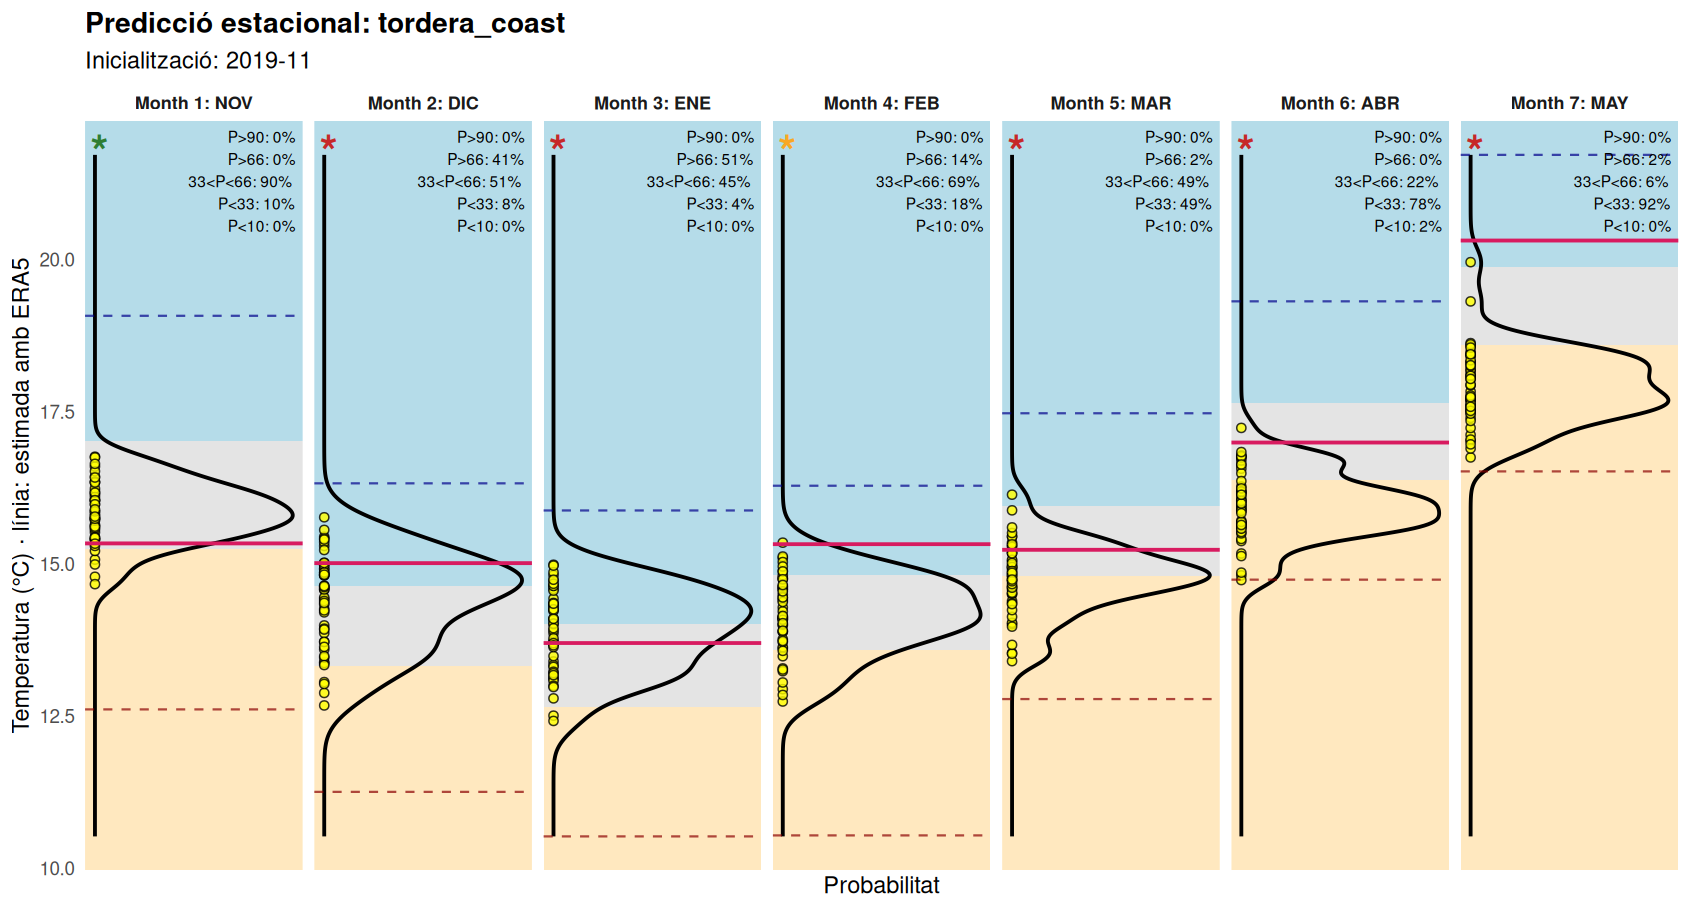 Predicció estacional: tordera_coast
Inicialització: 2019-11
Month 1: NOV
Month 2: DIC
Month 3: ENE
Month 4: FEB
Month 5: MAR
Month 6: ABR
Month 7: MAY
*
P>90: 0%
P>66: 0%
33<P<66: 90%
P<33: 10%
P<10: 0%
*
P>90: 0%
P>66: 41%
33<P<66: 51%
P<33: 8%
P<10: 0%
*
P>90: 0%
P>66: 51%
33<P<66: 45%
P<33: 4%
P<10: 0%
*
P>90: 0%
P>66: 14%
33<P<66: 69%
P<33: 18%
P<10: 0%
*
P>90: 0%
P>66: 2%
33<P<66: 49%
P<33: 49%
P<10: 0%
*
P>90: 0%
P>66: 0%
33<P<66: 22%
P<33: 78%
P<10: 2%
*
P>90: 0%
P>66: 2%
33<P<66: 6%
P<33: 92%
P<10: 0%
Temperatura (°C) · línia: estimada amb ERA5
20.0
17.5
15.0
12.5
10.0
Probabilitat